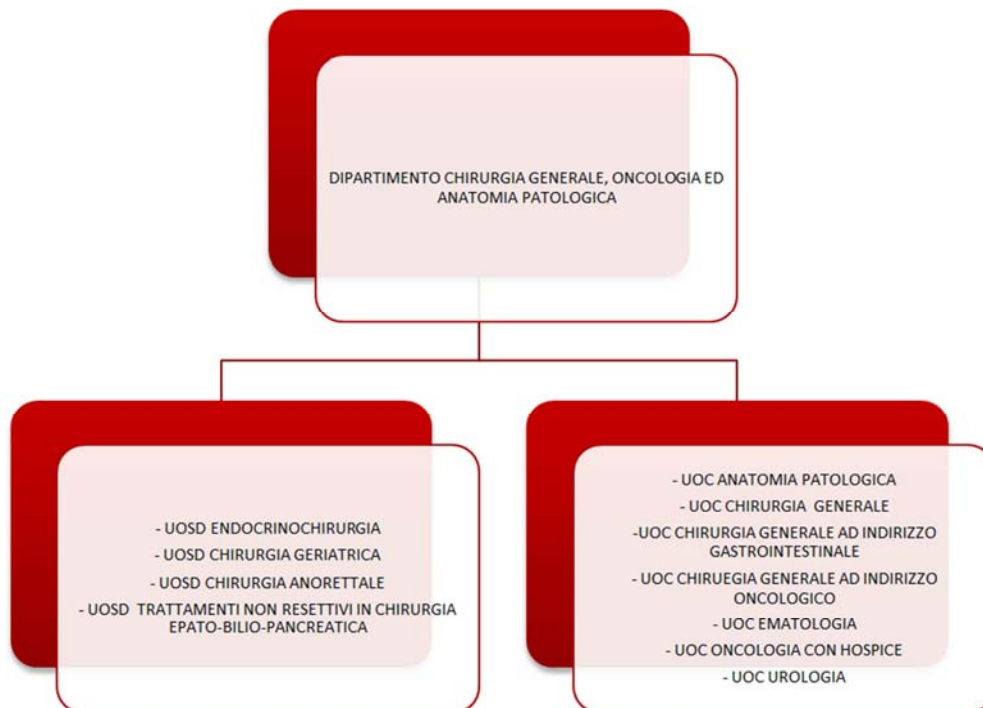 DIPARTIMENTO CHIRURGIA GENERALE, ONCOLOGIA ED
ANATOMIA PATOLOGICA
- UOSD ENDOCRINOCHIRURGIA
- UOSD CHIRURGIA GERIATRICA
- UOSD CHIRURGIA ANORETTALE
- UOSD TRATTAMENTI NON RESETTIVI IN CHIRURGIA
EPATO-BILIO-PANCREATICA
- UOC ANATOMIA PATOLOGICA
- UOC CHIRURGIA GENERALE
-UOC CHIRURGIA GENERALE AD INDIRIZZO
GASTROINTESTINALE
- UOC CHIRUEGIA GENERALE AD INDIRIZZO
ONCOLOGICO
- UOC EMATOLOGIA
- UOC ONCOLOGIA CON HOSPICE
- UOC UROLOGIA